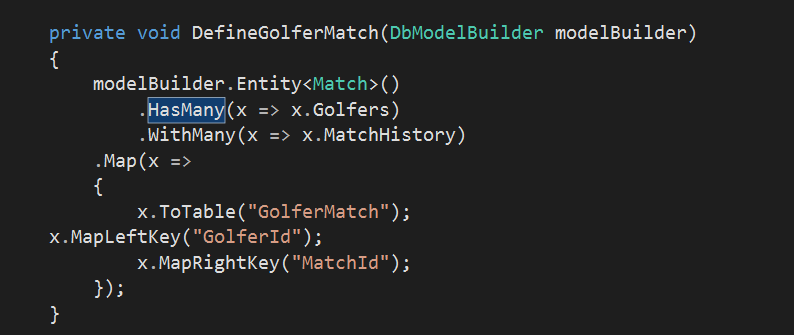 private void DefineGolferMatch(DbModelBuilder modelBuilder)
{
    modelBuilder.Entity<Match>()
        .HasMany(x => x.Golfers)
        .WithMany(x => x.MatchHistory)
    .Map(x =>
    {
        x.ToTable("GolferMatch");
x.MapLeftKey("GolferId");
        x.MapRightKey("MatchId");
    });
}